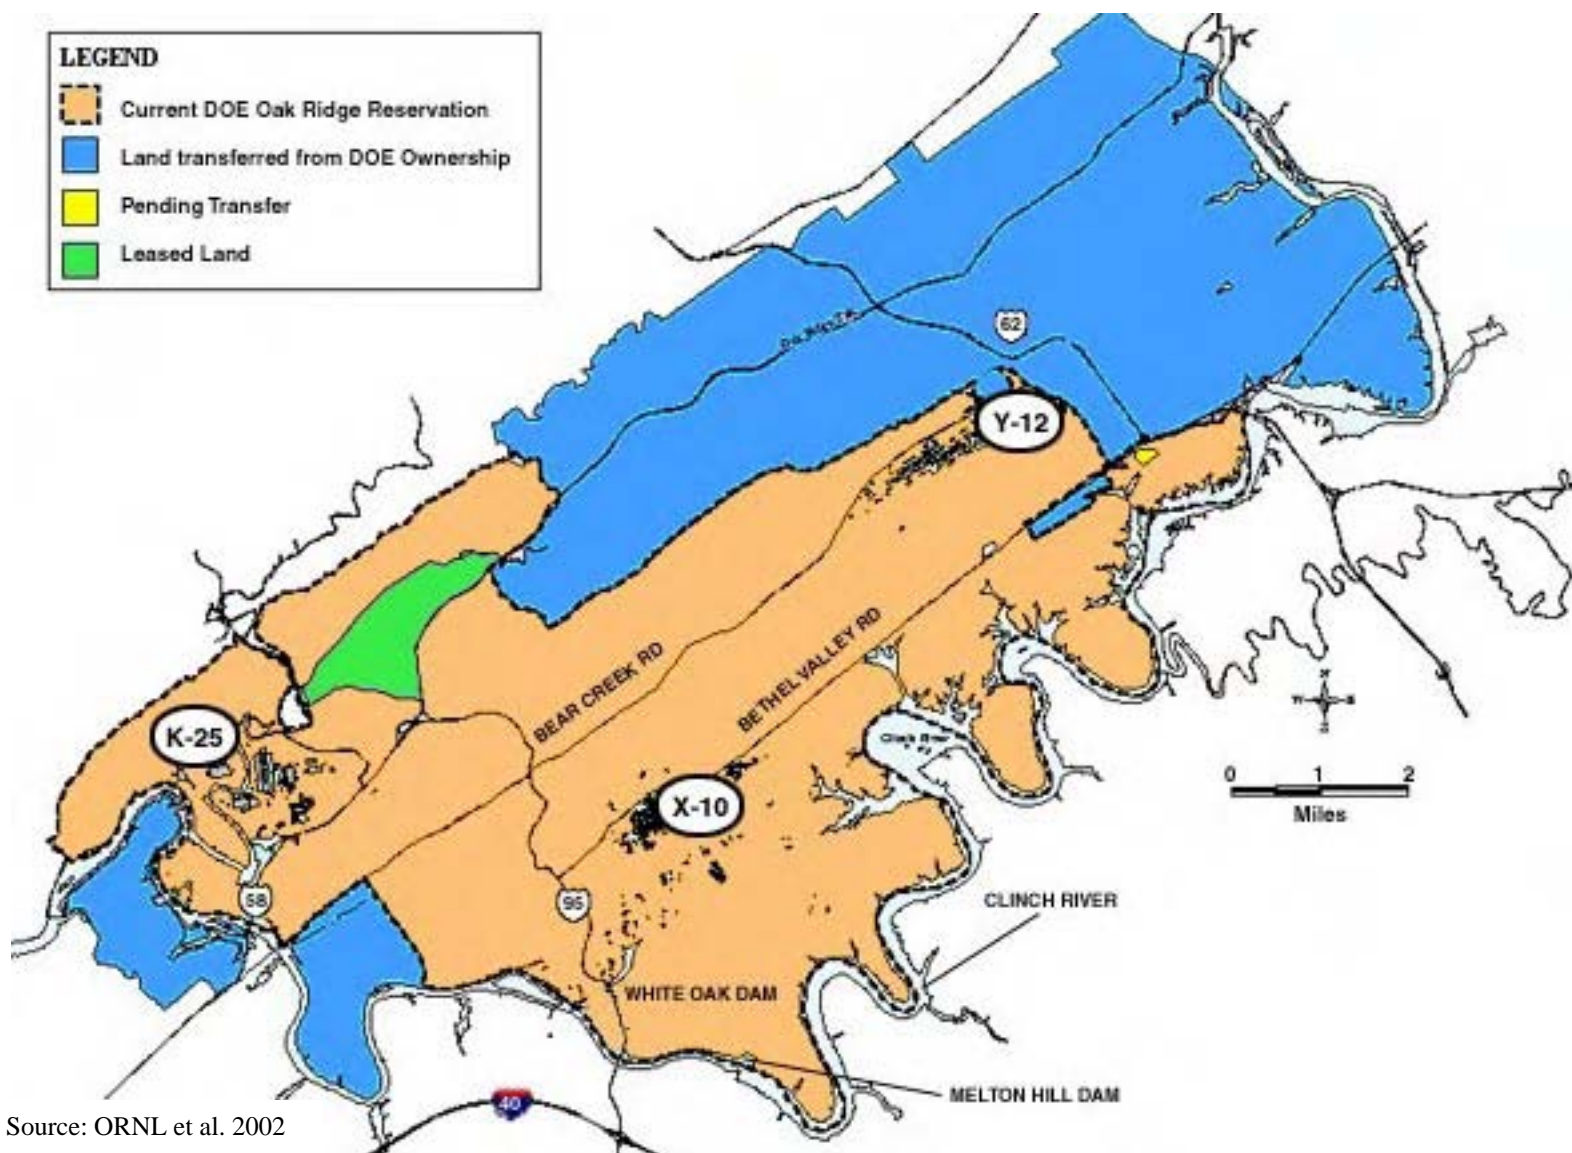 LEGEND
Current DOE Oak Ridge Reservation
Land transferred from DOE Ownership
Pending Transfer
Leased Land
62
Y-12
BEAR CREEK RD
BETHEL VALLEY RD
K-25
Clinch River
X-10
N
W
S
0 1 2
Miles
58
95
CLINCH RIVER
WHITE OAK DAM
MELTON HILL DAM
40
Source: ORNL et al. 2002